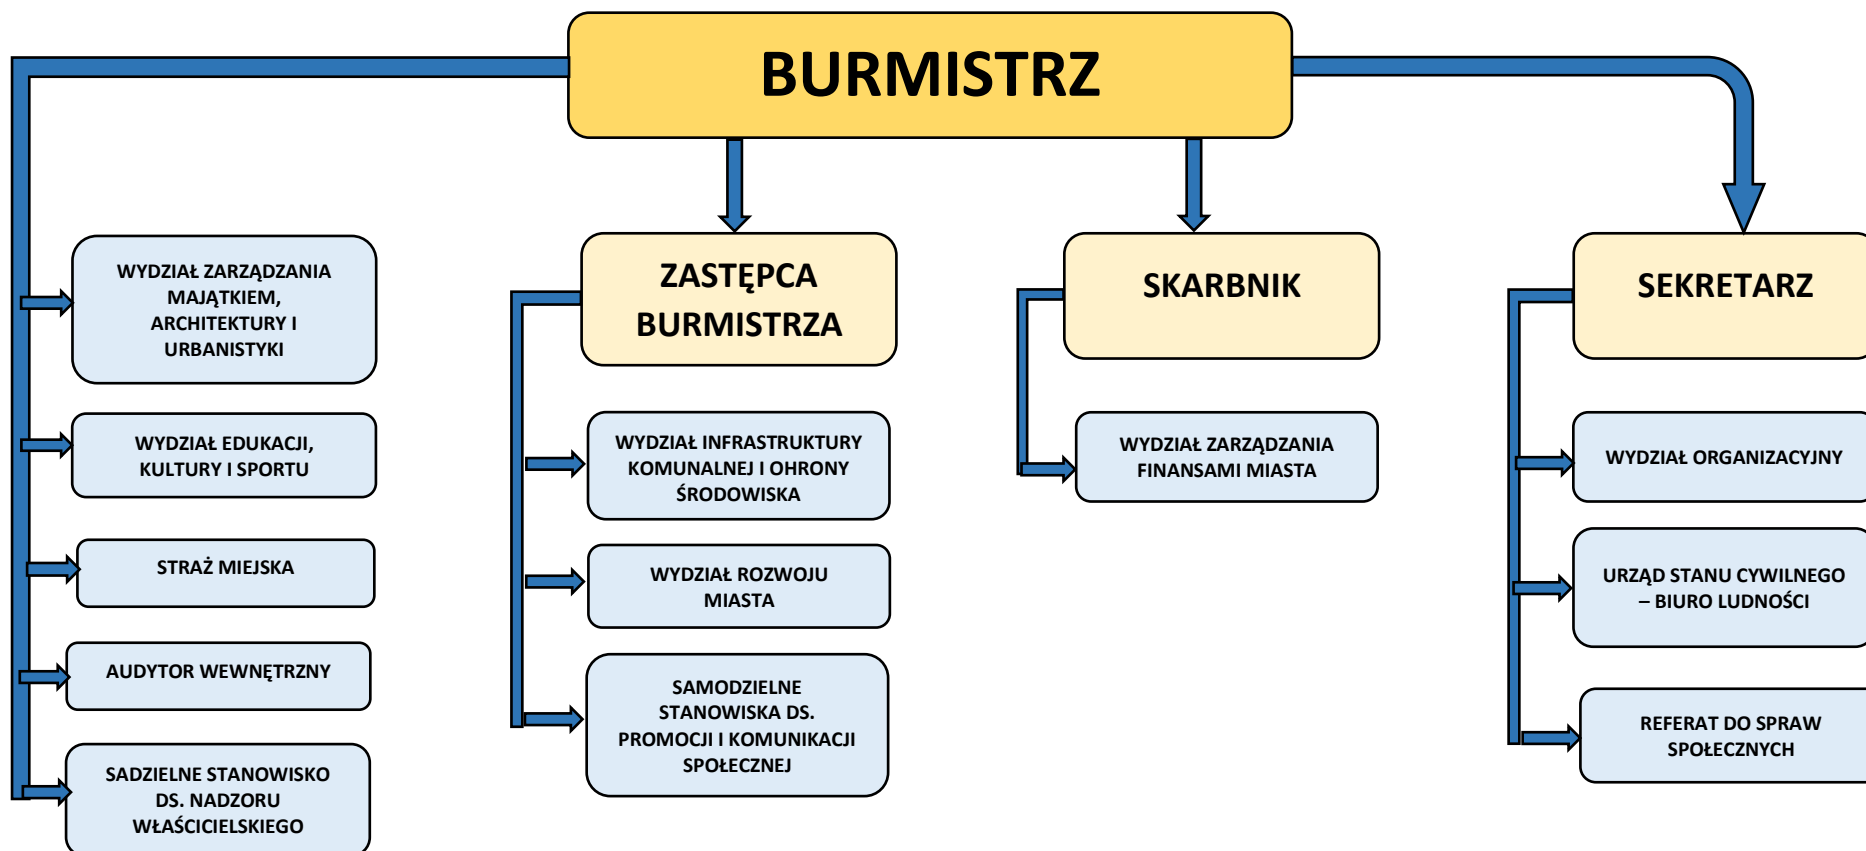 BURMISTRZ
WYDZIAŁ ZARZĄDZANIA
MAJĄTKIEM,
ARCHITEKTURY I
URBANISTYKI
WYDZIAŁ EDUKACJI,
KULTURY I SPORTU
STRAŻ MIEJSKA
AUDYTOR WEWNĘTRZNY
SADZIELNE STANOWISKO
DS. NADZORU
WŁAŚCICIELSKIEGO
ZASTĘPCA
BURMISTRZA
WYDZIAŁ INFRASTRUKTURY
KOMUNALNEJ I OHRONY
ŚRODOWISKA
WYDZIAŁ ROZWOJU
MIASTA
SAMODZIELNE
STANOWISKA DS.
PROMOCJI I KOMUNIKACJI
SPOŁECZNEJ
SKARBNIK
WYDZIAŁ ZARZĄDZANIA
FINANSAMI MIASTA
SEKRETARZ
WYDZIAŁ ORGANIZACYJNY
URZĄD STANU CYWILNEGO
– BIURO LUDNOŚCI
REFERAT DO SPRAW
SPOŁECZNYCH